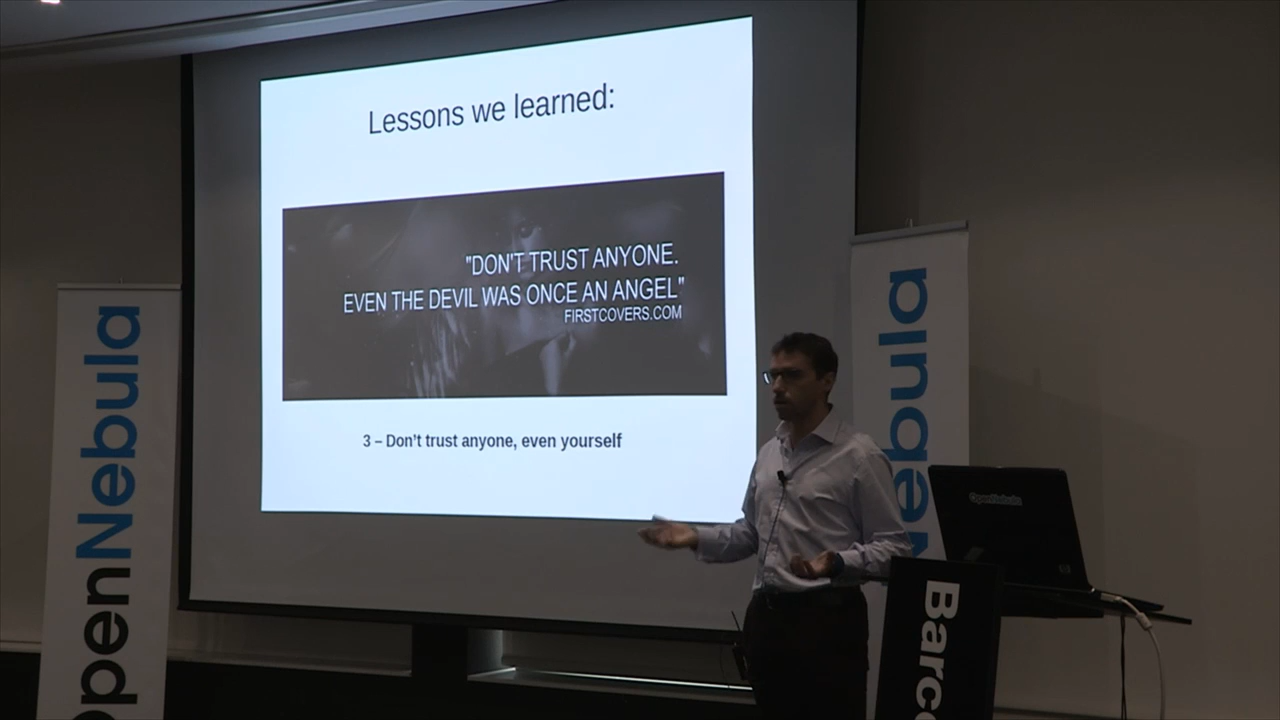 Lessons we learned:
"DON'T TRUST ANYONE.
EVEN THE DEVIL WAS ONCE AN ANGEL"
FIRSTCOVERS.COM
3 – Don't trust anyone, even yourself
OpenNebula
Nebula
OpenNebula
Barc